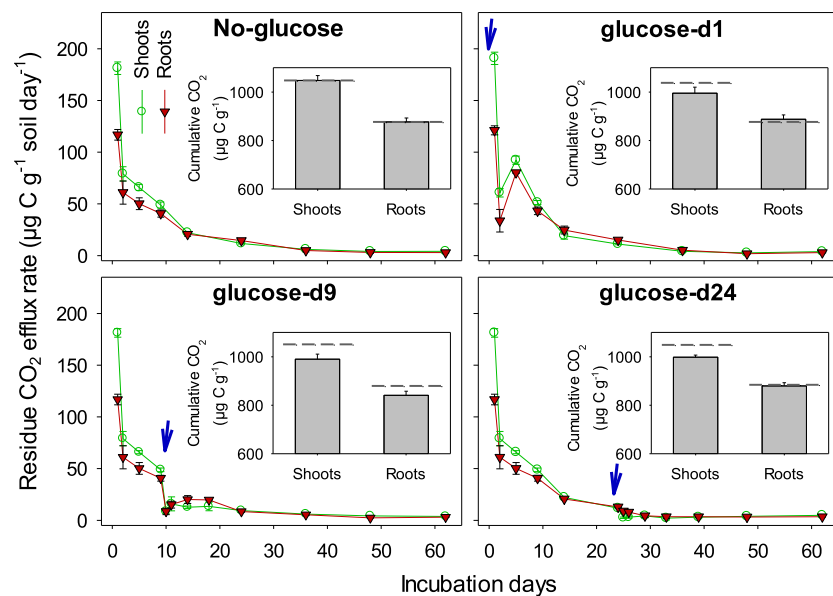 No-glucose
Shoots
Roots
200
150
100
50
0
Cumulative CO2
(µg C g-1)
1000
800
600
Shoots
Roots
glucose-d1
Cumulative CO2
(µg C g-1)
1000
800
600
Shoots
Roots
Residue CO2 efflux rate (µg C g-1 soil day-1)
glucose-d9
200
150
100
50
0
Cumulative CO2
(µg C g-1)
1000
800
600
Shoots
Roots
0 10 20 30 40 50 60
glucose-d24
Cumulative CO2
(µg C g-1)
1000
800
600
Shoots
Roots
0 10 20 30 40 50 60
Incubation days